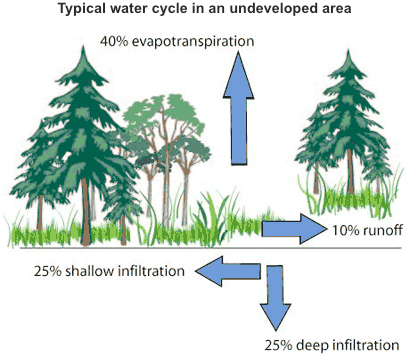 Typical water cycle in an undeveloped area
40% evapotranspiration
10% runoff
25% shallow infiltration
25% deep infiltration